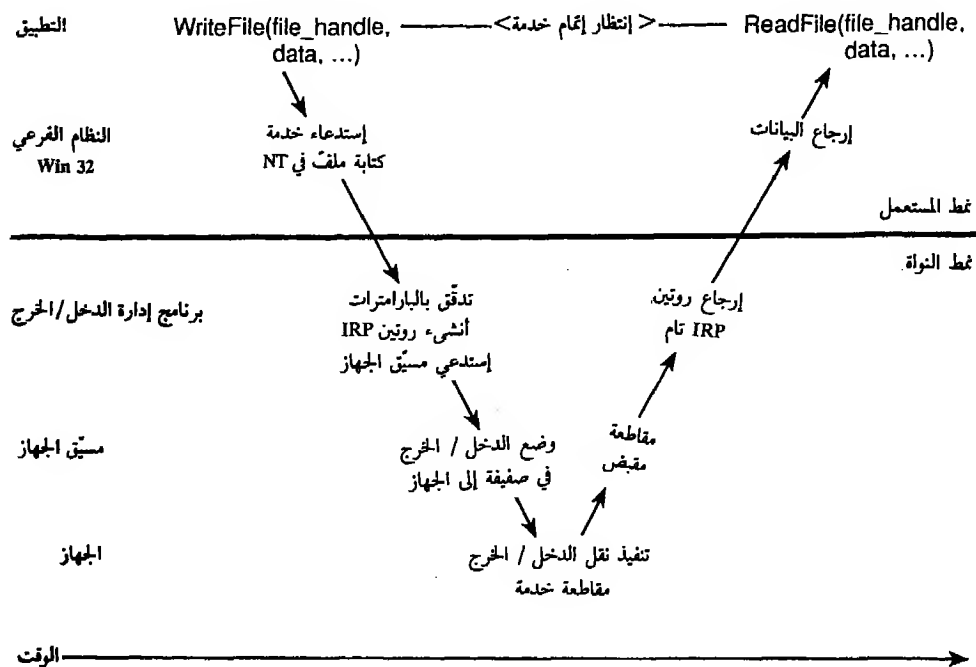 التطبيق WriteFile(file_handle, <إنتظار إتمام خدمة> ReadFile(file_handle,
data, ...) data, ...)
النظام الفرعي إستدعاء خدمة إرجاع البيانات
Win 32 كتابة ملفّ في NT
نمط المستعمل
نمط النواة
برنامج إدارة الدخل/الخرج تدقّق بالبارامترات إرجاع روتين
أنشىء روتين IRP IRP تام
إستدعي مسيّق الجهاز
مسيّق الجهاز وضع الدخل / الخرج مقاطعة
في صفيفة إلى الجهاز مقبض
الجهاز تنفيذ نقل الدخل / الخرج
مقاطعة خدمة
الوقت